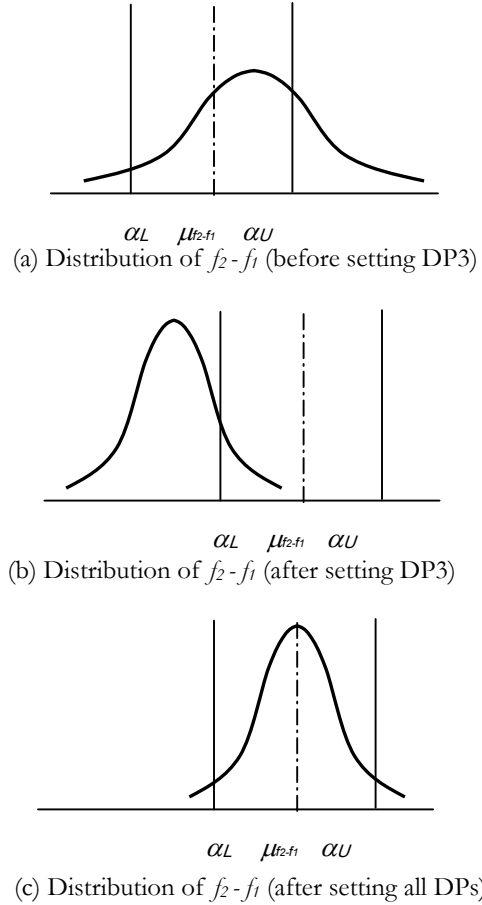 αL μf2-f1 αU
(a) Distribution of f2 - f1 (before setting DP3)
αL μf2-f1 αU
(b) Distribution of f2 - f1 (after setting DP3)
αL μf2-f1 αU
(c) Distribution of f2 - f1 (after setting all DPs)